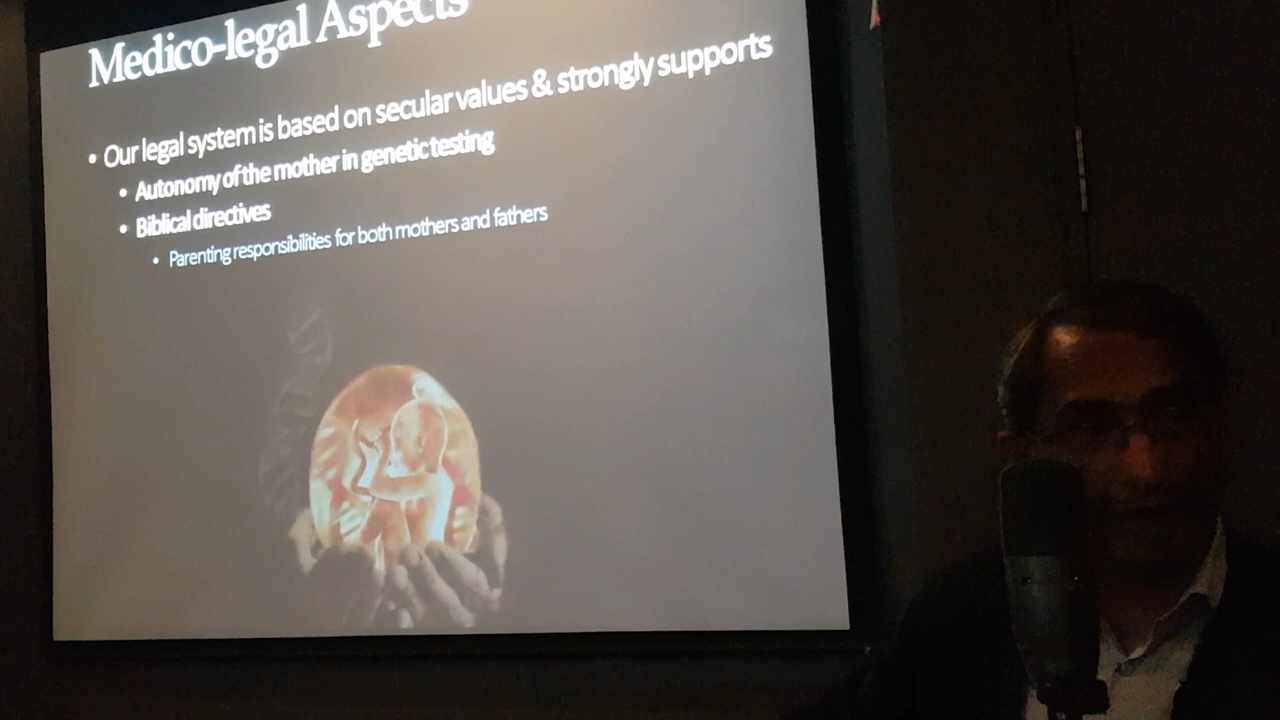 Medico-legal Aspects
• Our legal system is based on secular values & strongly supports
• Autonomy of the mother in genetic testing
• Biblical directives
• Parenting responsibilities for both mothers and fathers